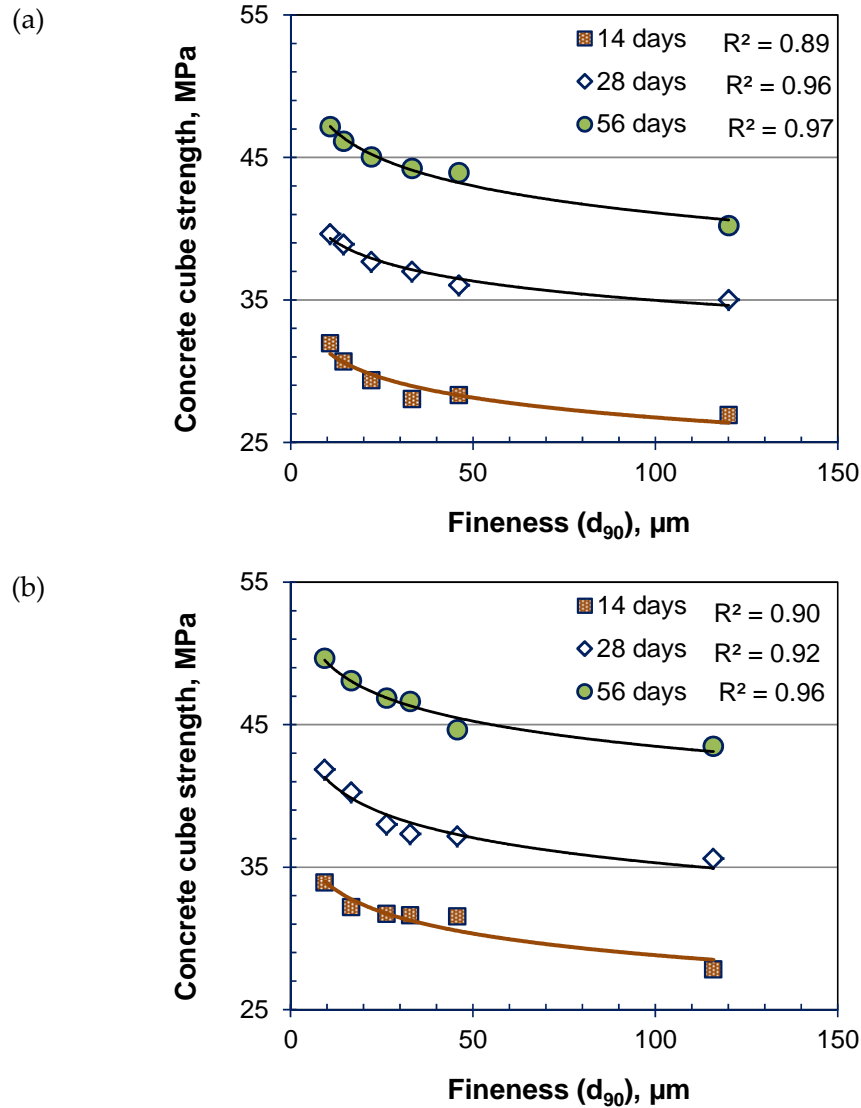 (a)
55
45
35
25
Concrete cube strength, MPa
14 days R² = 0.89
28 days R² = 0.96
56 days R² = 0.97
0 50 100 150
Fineness (d₉₀), µm
(b)
55
45
35
25
Concrete cube strength, MPa
14 days R² = 0.90
28 days R² = 0.92
56 days R² = 0.96
0 50 100 150
Fineness (d₉₀), µm